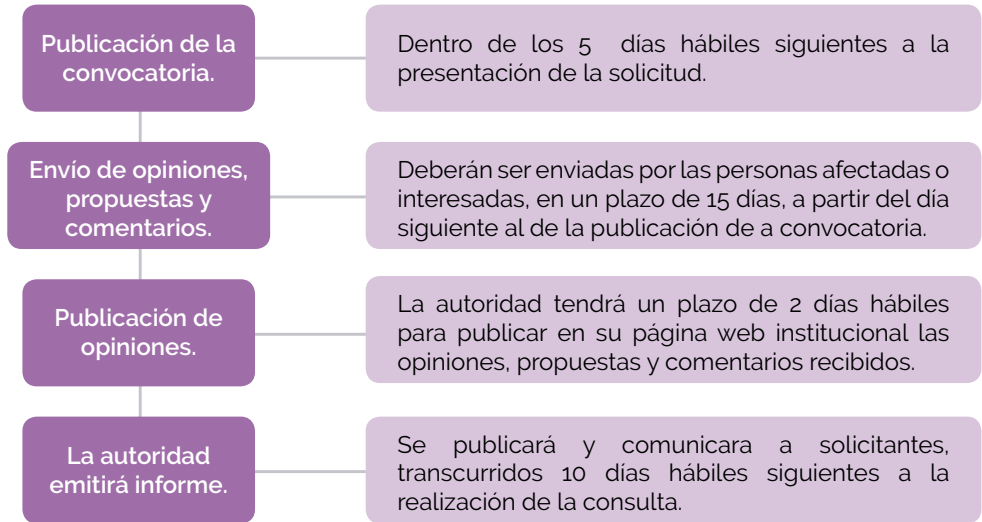 Publicación de la
convocatoria.
Dentro de los 5 días hábiles siguientes a la
presentación de la solicitud.
Envío de opiniones,
propuestas y
comentarios.
Deberán ser enviadas por las personas afectadas o
interesadas, en un plazo de 15 días, a partir del día
siguiente al de la publicación de a convocatoria.
Publicación de
opiniones.
La autoridad tendrá un plazo de 2 días hábiles
para publicar en su página web institucional las
opiniones, propuestas y comentarios recibidos.
La autoridad
emitirá informe.
Se publicará y comunicara a solicitantes,
transcurridos 10 días hábiles siguientes a la
realización de la consulta.